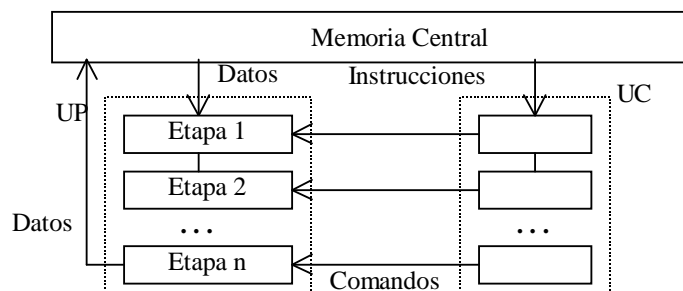 Memoria Central
Datos
Instrucciones
UP
UC
Etapa 1
Etapa 2
Datos
...
...
Etapa n
Comandos